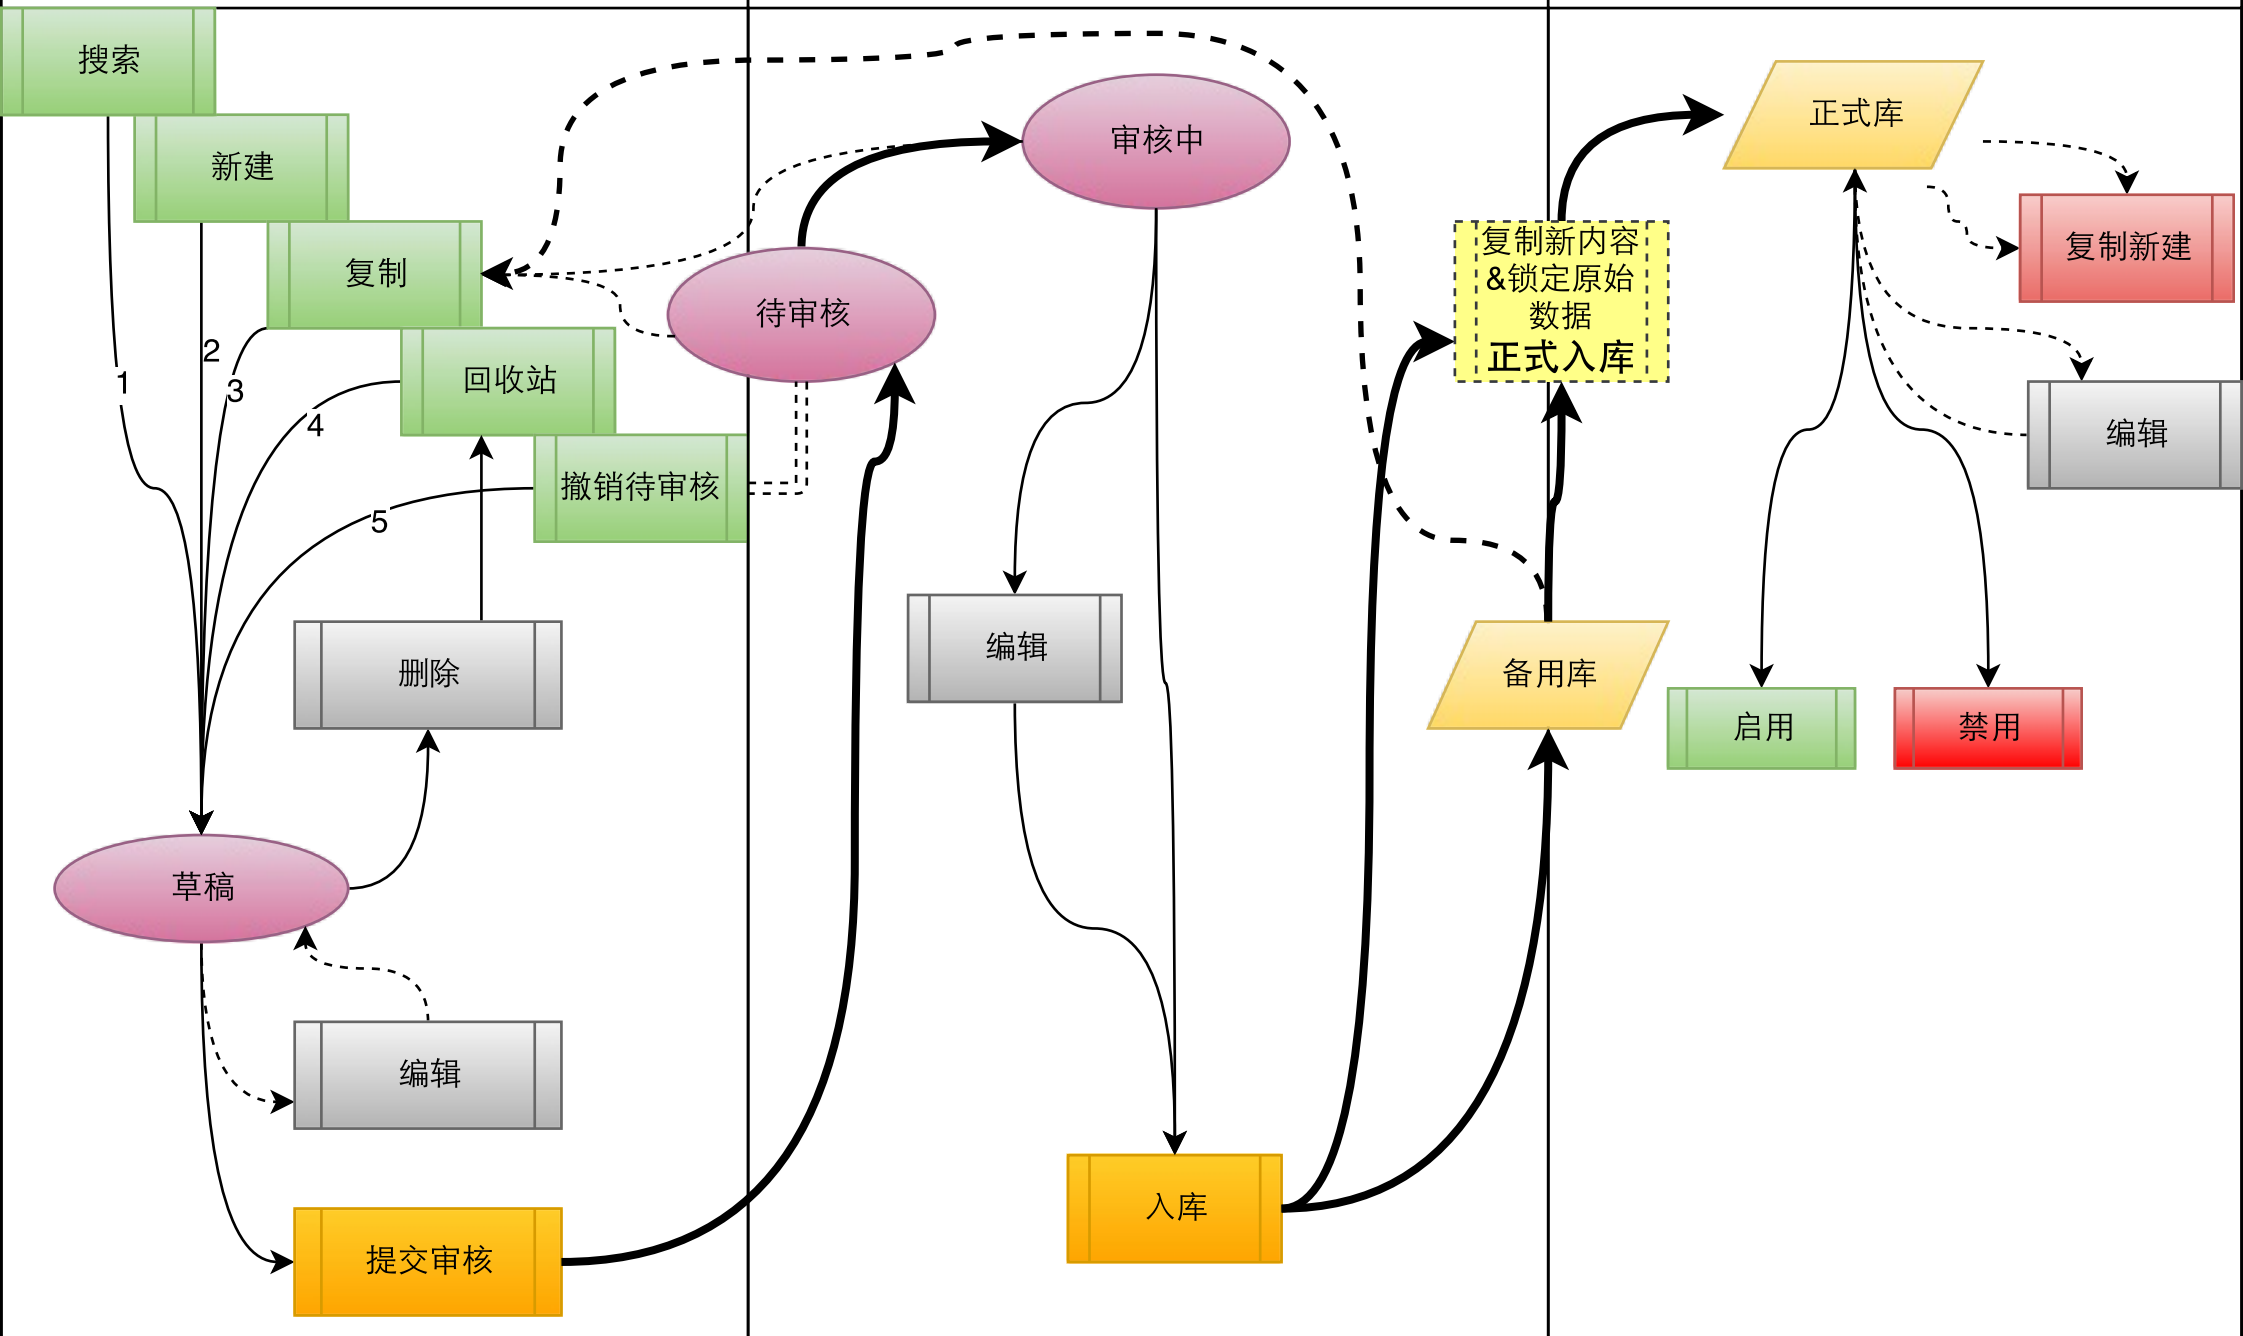 搜索
新建
复制
回收站
撤销待审核
1
2
3
4
5
删除
草稿
编辑
提交审核
审核中
待审核
编辑
入库
复制新内容
&锁定原始
数据
正式入库
备用库
正式库
复制新建
编辑
启用
禁用